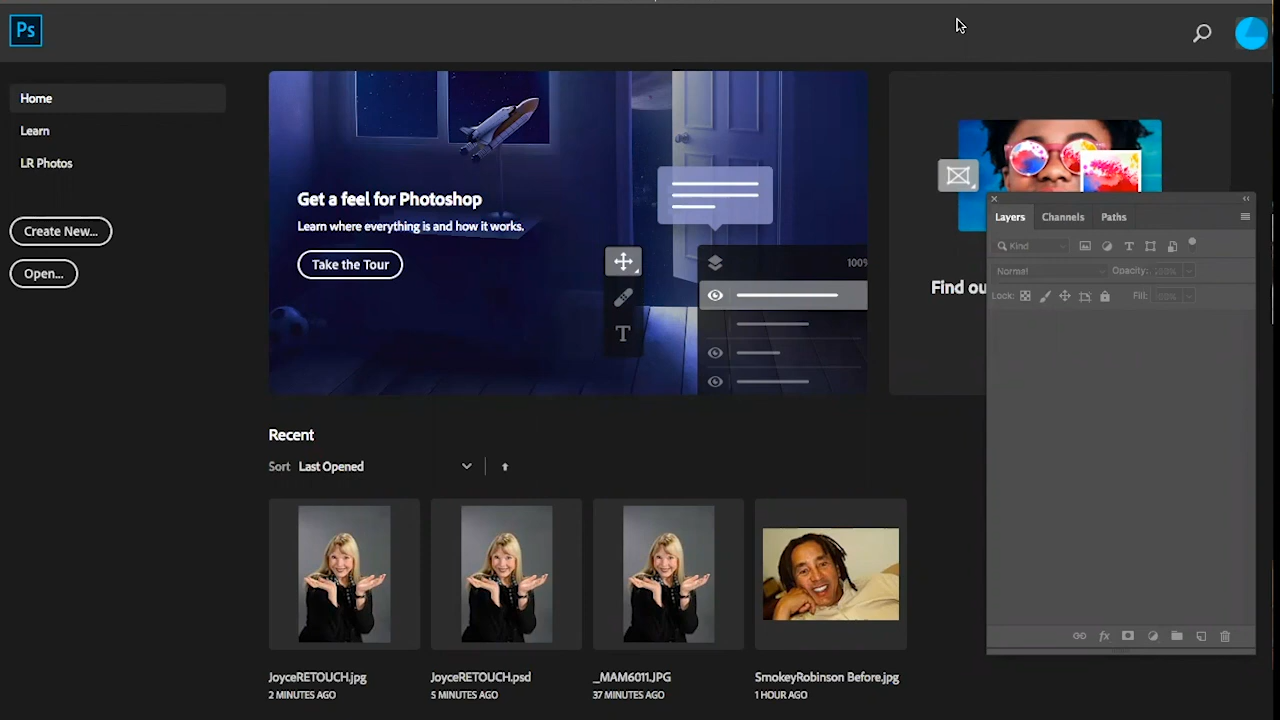 Ps
Home
Learn
LR Photos
Create New...
Open...
Get a feel for Photoshop
Learn where everything is and how it works.
Take the Tour
T
100%
Find ou
Layers Channels Paths
Kind
Normal Opacity: 100%
Lock: Fill: 100%
fx
Recent
Sort Last Opened
JoyceRETOUCH.jpg
2 MINUTES AGO
JoyceRETOUCH.psd
5 MINUTES AGO
_MAM6011.JPG
37 MINUTES AGO
SmokeyRobinson Before.jpg
1 HOUR AGO